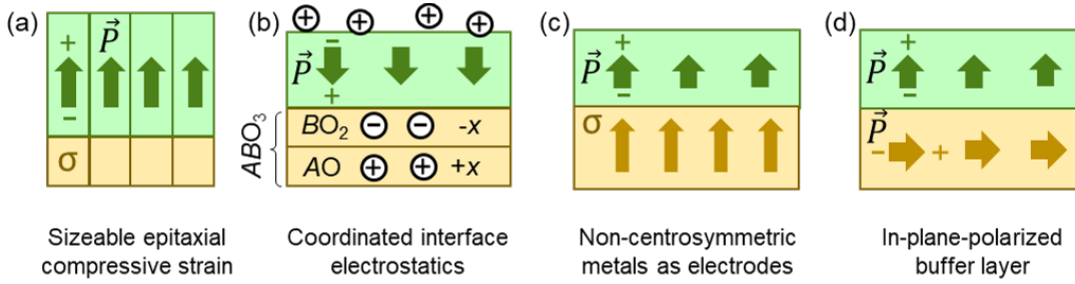 (a)
+
P⃗
−
σ
Sizeable epitaxial
compressive strain
(b)
+ + + +
−
P⃗
+
ABO₃
BO₂ − − -x
AO + + +x
Coordinated interface
electrostatics
(c)
+
P⃗
−
σ
Non-centrosymmetric
metals as electrodes
(d)
+
P⃗
−
P⃗
− +
In-plane-polarized
buffer layer